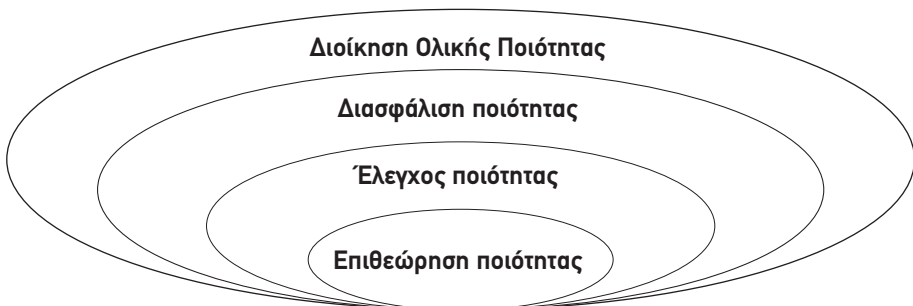 Διοίκηση Ολικής Ποιότητας
Διασφάλιση ποιότητας
Έλεγχος ποιότητας
Επιθεώρηση ποιότητας